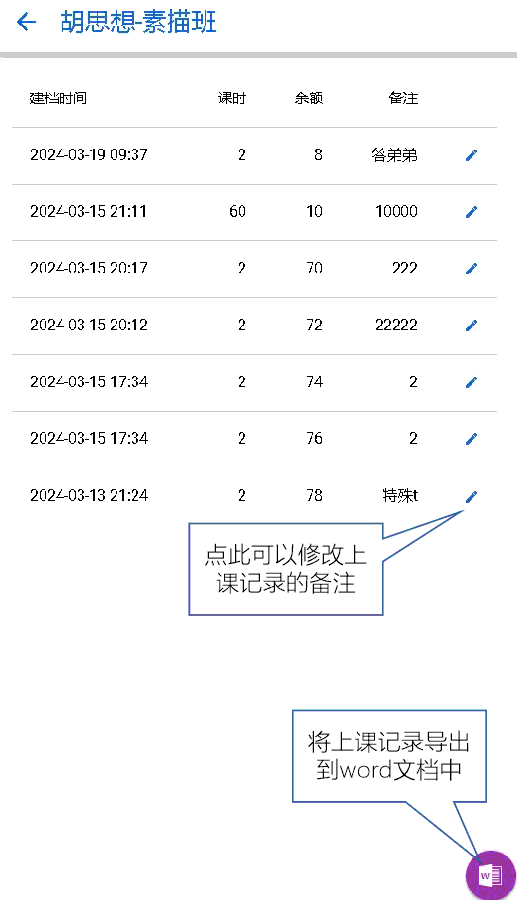 胡思想-素描班
建档时间 课时 余额 备注
2024-03-19 09:37 2 8 答弟弟
2024-03-15 21:11 60 10 10000
2024-03-15 20:17 2 70 222
2024-03-15 20:12 2 72 22222
2024-03-15 17:34 2 74 2
2024-03-15 17:34 2 76 2
2024-03-13 21:24 2 78 特殊t
点此可以修改上
课记录的备注
将上课记录导出
到word文档中
W